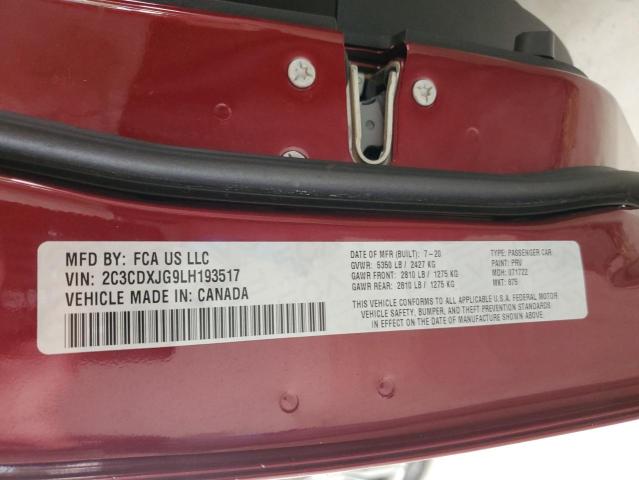 MFD BY: FCA US LLC
VIN: 2C3CDXJG9LH193517
VEHICLE MADE IN: CANADA
DATE OF MFR (BUILT): 7-20
GVWR: 5350 LB / 2427 KG
GAWR FRONT: 2810 LB / 1275 KG
GAWR REAR: 2810 LB / 1275 KG
TYPE: PASSENGER CAR
PAINT: PRV
MDH: 071722
MKT: 875
THIS VEHICLE CONFORMS TO ALL APPLICABLE U.S.A. FEDERAL MOTOR
VEHICLE SAFETY, BUMPER, AND THEFT PREVENTION STANDARDS
IN EFFECT ON THE DATE OF MANUFACTURE SHOWN ABOVE.